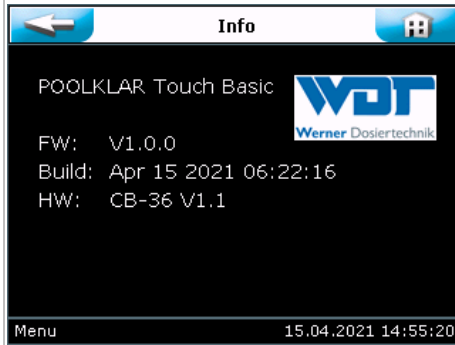 Info
POOLKLAR Touch Basic
WDT
Werner Dosiertechnik
FW: V1.0.0
Build: Apr 15 2021 06:22:16
HW: CB-36 V1.1
Menu 15.04.2021 14:55:20